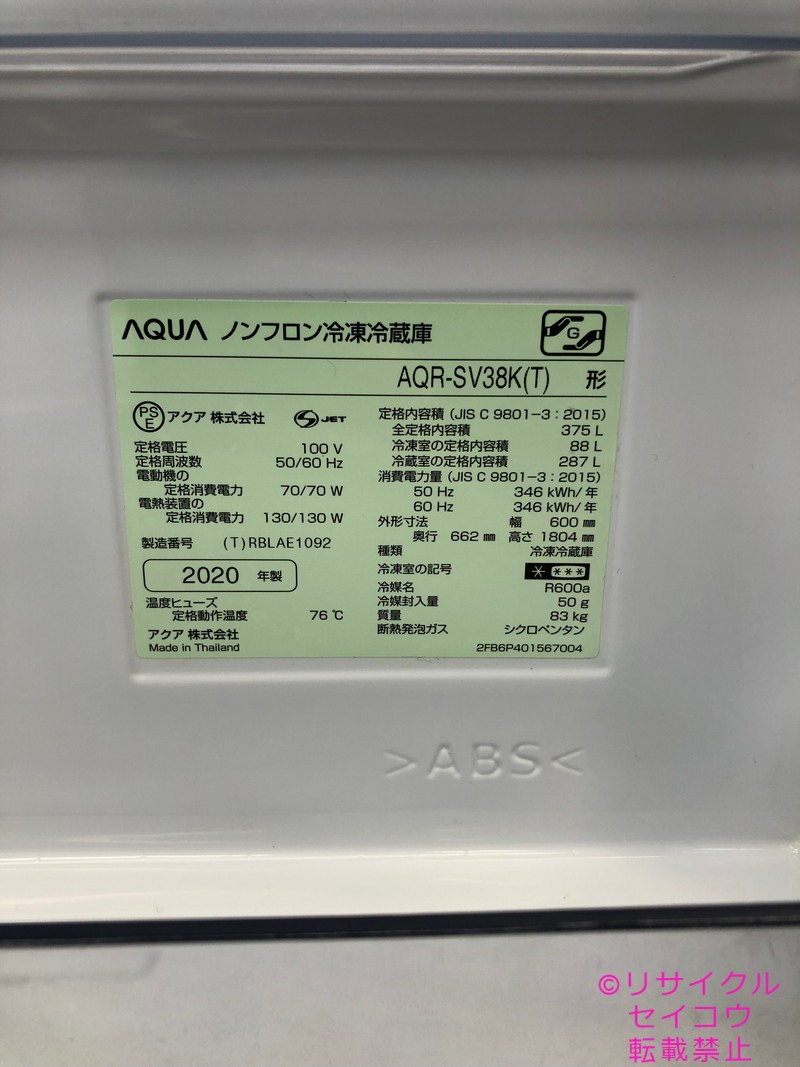 AQUA ノンフロン冷凍冷蔵庫
G
AQR-SV38K(T) 形
PSE アクア 株式会社 S JET
定格電圧 100 V
定格周波数 50/60 Hz
電動機の
定格消費電力 70/70 W
電熱装置の
定格消費電力 130/130 W
製造番号 (T)RBLAE1092
2020 年製
温度ヒューズ
定格動作温度 76 ℃
アクア 株式会社
Made in Thailand
定格内容積 (JIS C 9801-3:2015)
全定格内容積 375 L
冷凍室の定格内容積 88 L
冷蔵室の定格内容積 287 L
消費電力量 (JIS C 9801-3:2015)
50 Hz 346 kWh/年
60 Hz 346 kWh/年
外形寸法 幅 600 ㎜
奥行 662 ㎜ 高さ 1804 ㎜
種類 冷凍冷蔵庫
冷凍室の記号 * ***
冷媒名 R600a
冷媒封入量 50 g
質量 83 kg
断熱発泡ガス シクロペンタン
2FB6P401567004
>ABS<
©リサイクル
セイコウ
転載禁止